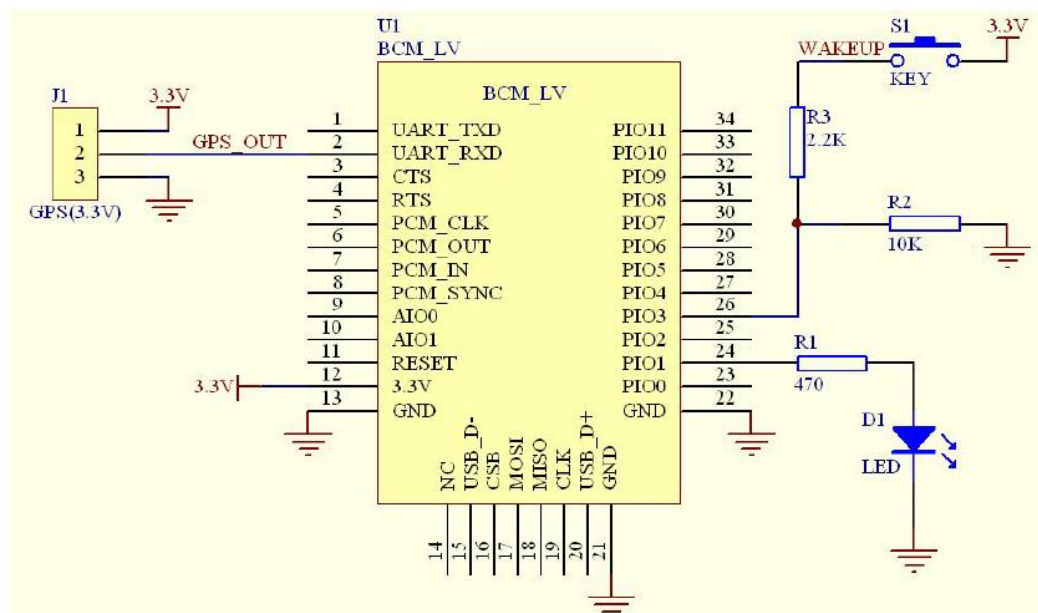 U1
BCM_LV
BCM_LV
J1
3.3V
1
2
3
GPS(3.3V)
GPS_OUT
1 UART_TXD
2 UART_RXD
3 CTS
4 RTS
5 PCM_CLK
6 PCM_OUT
7 PCM_IN
8 PCM_SYNC
9 AIO0
10 AIO1
11 RESET
3.3V 12 3.3V
13 GND
PIO11 34
PIO10 33
PIO9 32
PIO8 31
PIO7 30
PIO6 29
PIO5 28
PIO4 27
PIO3 26
PIO2 25
PIO1 24
PIO0 23
GND 22
NC 14
USB_D- 15
CSB 16
MOSI 17
MISO 18
CLK 19
USB_D+ 20
GND 21
S1
3.3V
WAKEUP
KEY
R3
2.2K
R2
10K
R1
470
D1
LED